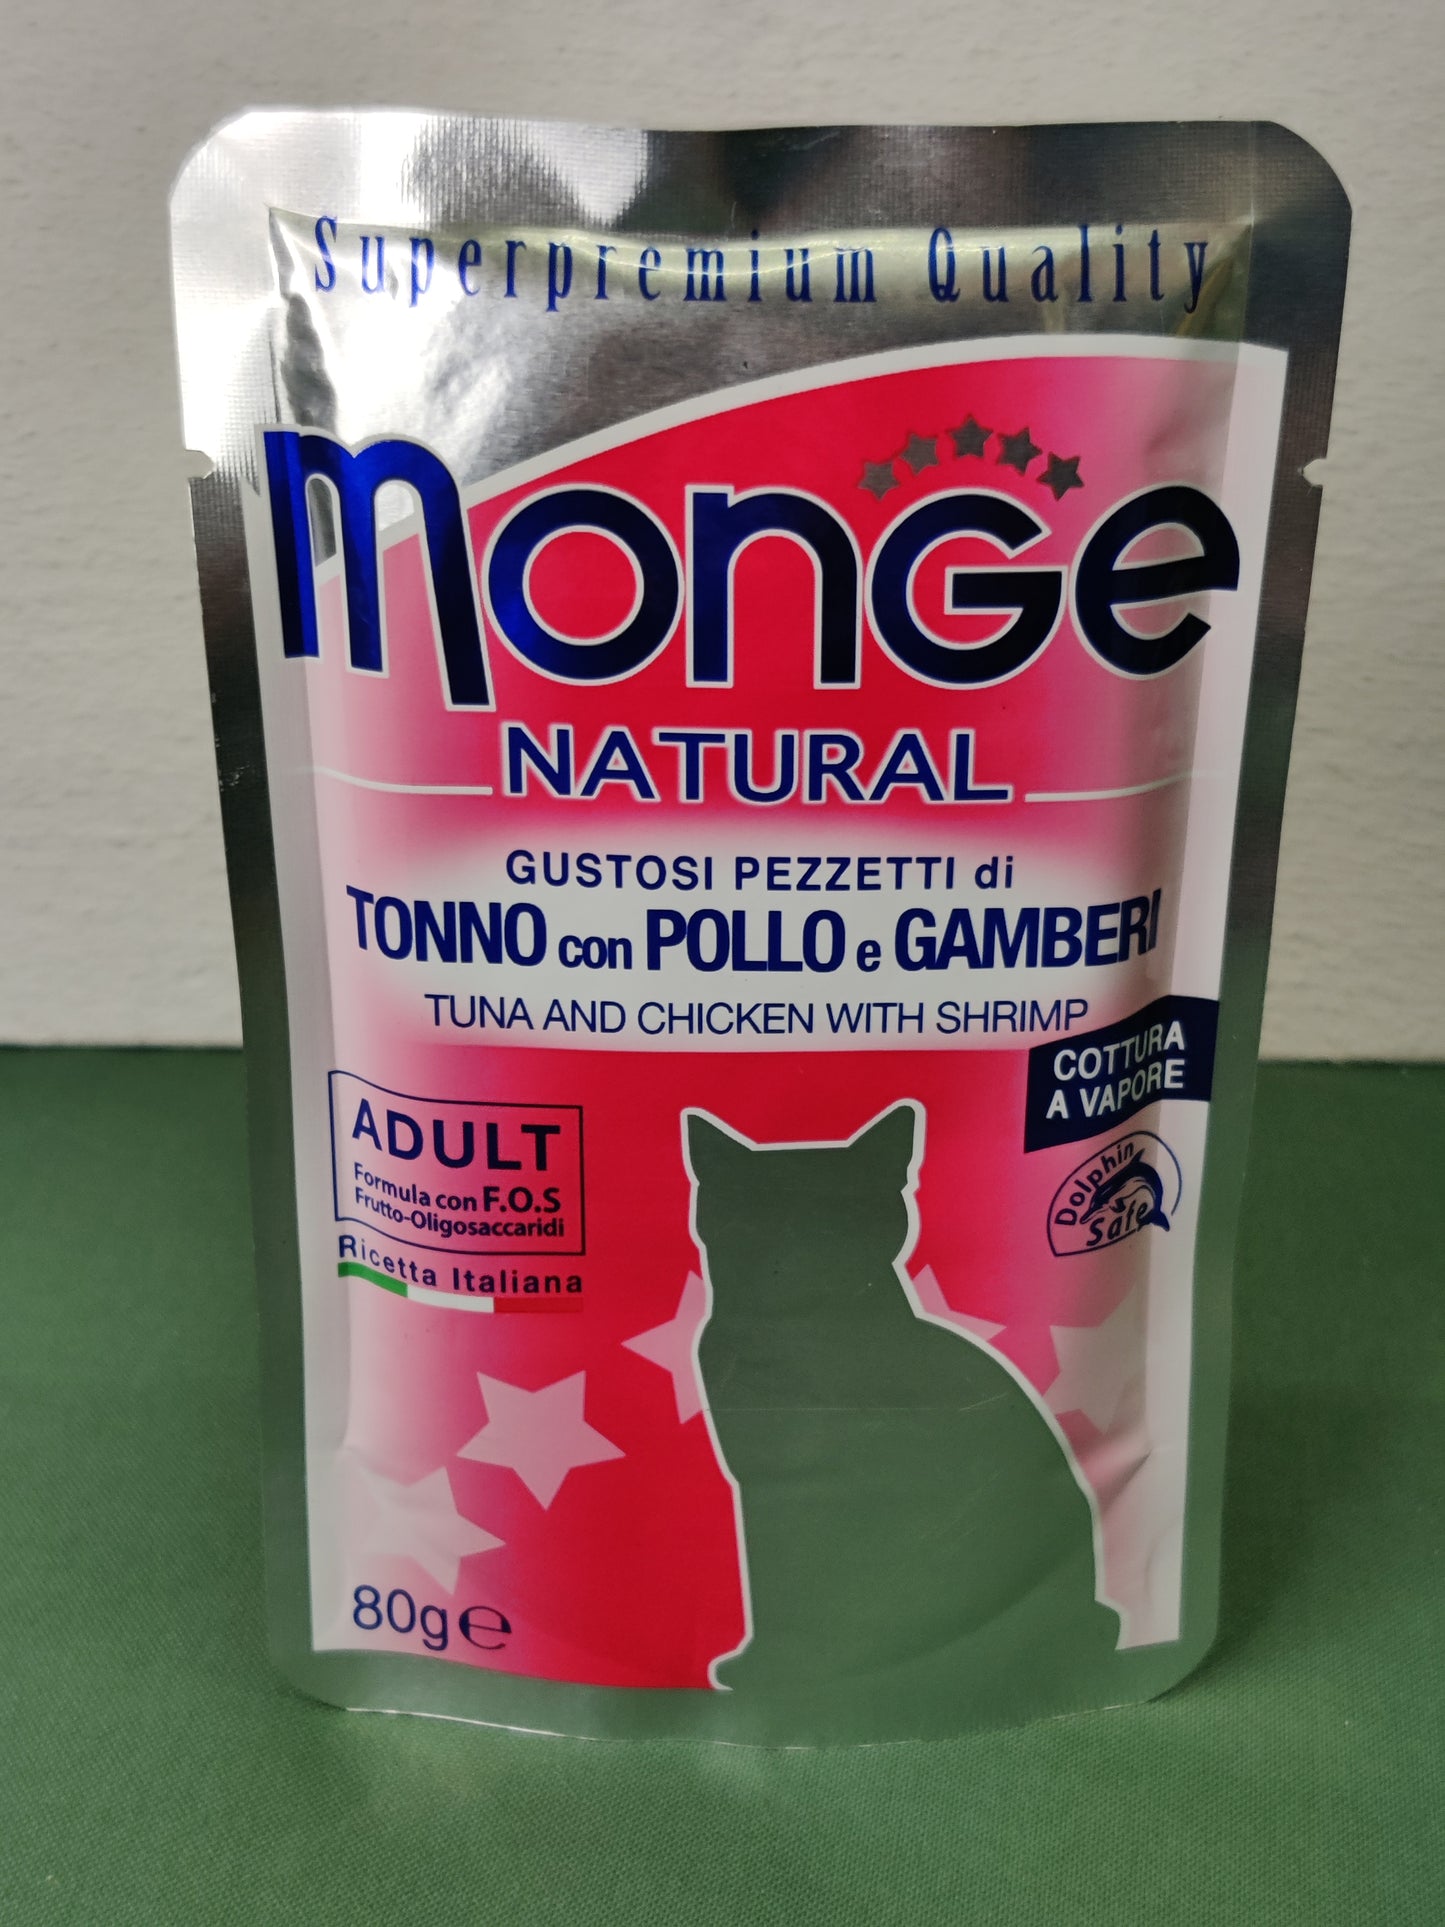 Superpremium Quality
monGe
NATURAL
GUSTOSI PEZZETTI di
TONNO con POLLO e GAMBERI
TUNA AND CHICKEN WITH SHRIMP
COTTURA
A VAPORE
ADULT
Formula con F.O.S
Frutto-Oligosaccaridi
Ricetta Italiana
Dolphin
Safe
80g e